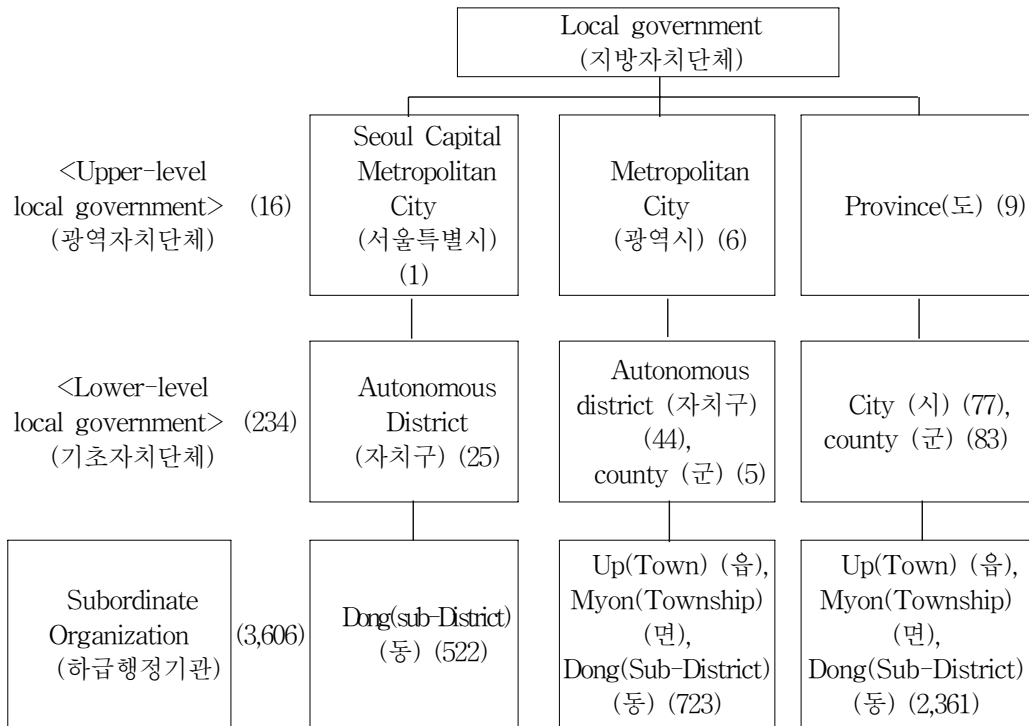 Local government
(지방자치단체)
<Upper-level
local government> (16)
(광역자치단체)
Seoul Capital
Metropolitan
City
(서울특별시)
(1)
Metropolitan
City
(광역시) (6)
Province(도) (9)
<Lower-level
local government> (234)
(기초자치단체)
Autonomous
District
(자치구) (25)
Autonomous
district (자치구)
(44),
county (군) (5)
City (시) (77),
county (군) (83)
Subordinate
Organization (3,606)
(하급행정기관)
Dong(sub-District)
(동) (522)
Up(Town) (읍),
Myon(Township)
(면),
Dong(Sub-District)
(동) (723)
Up(Town) (읍),
Myon(Township)
(면),
Dong(Sub-District)
(동) (2,361)